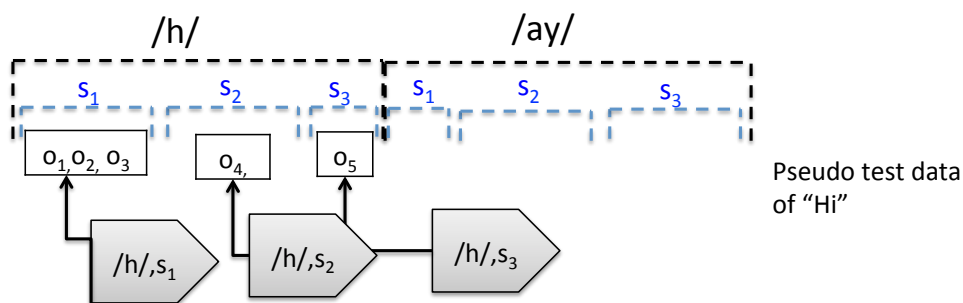 /h/ /ay/
s₁ s₂ s₃ s₁ s₂ s₃
o₁,o₂, o₃ o₄, o₅
Pseudo test data
of “Hi”
/h/,s₁ /h/,s₂ /h/,s₃